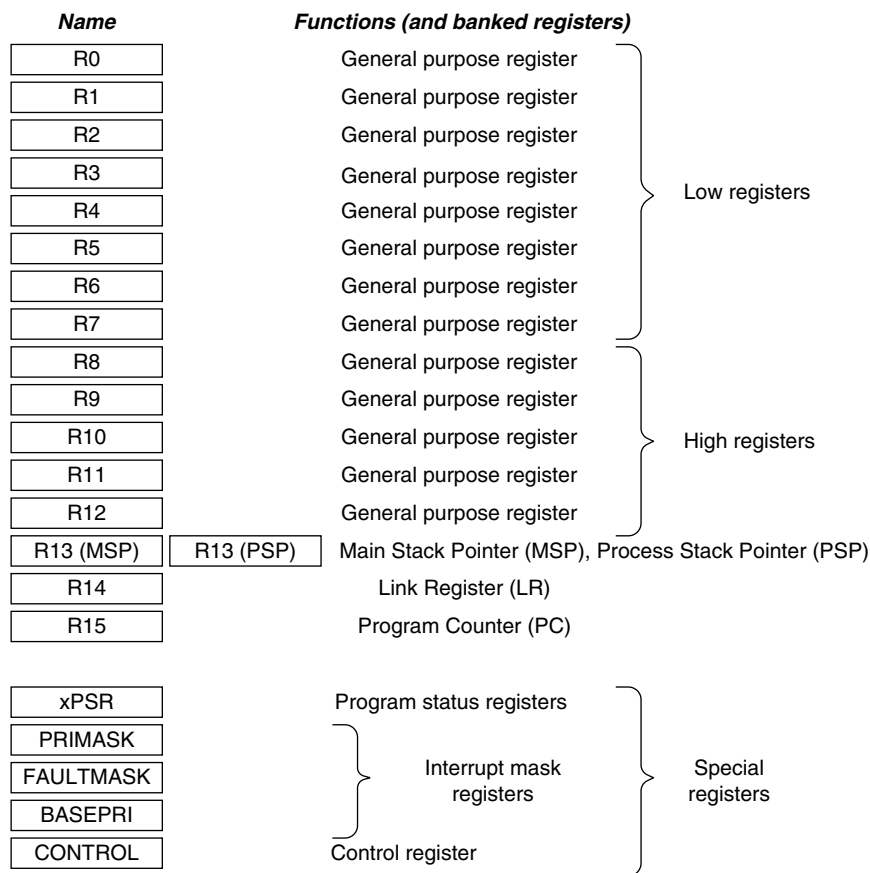 Name Functions (and banked registers)
R0 General purpose register
R1 General purpose register
R2 General purpose register
R3 General purpose register
Low registers
R4 General purpose register
R5 General purpose register
R6 General purpose register
R7 General purpose register
R8 General purpose register
R9 General purpose register
R10 General purpose register
High registers
R11 General purpose register
R12 General purpose register
R13 (MSP) R13 (PSP) Main Stack Pointer (MSP), Process Stack Pointer (PSP)
R14 Link Register (LR)
R15 Program Counter (PC)
xPSR Program status registers
PRIMASK
FAULTMASK
Interrupt mask
registers
Special
registers
BASEPRI
CONTROL Control register